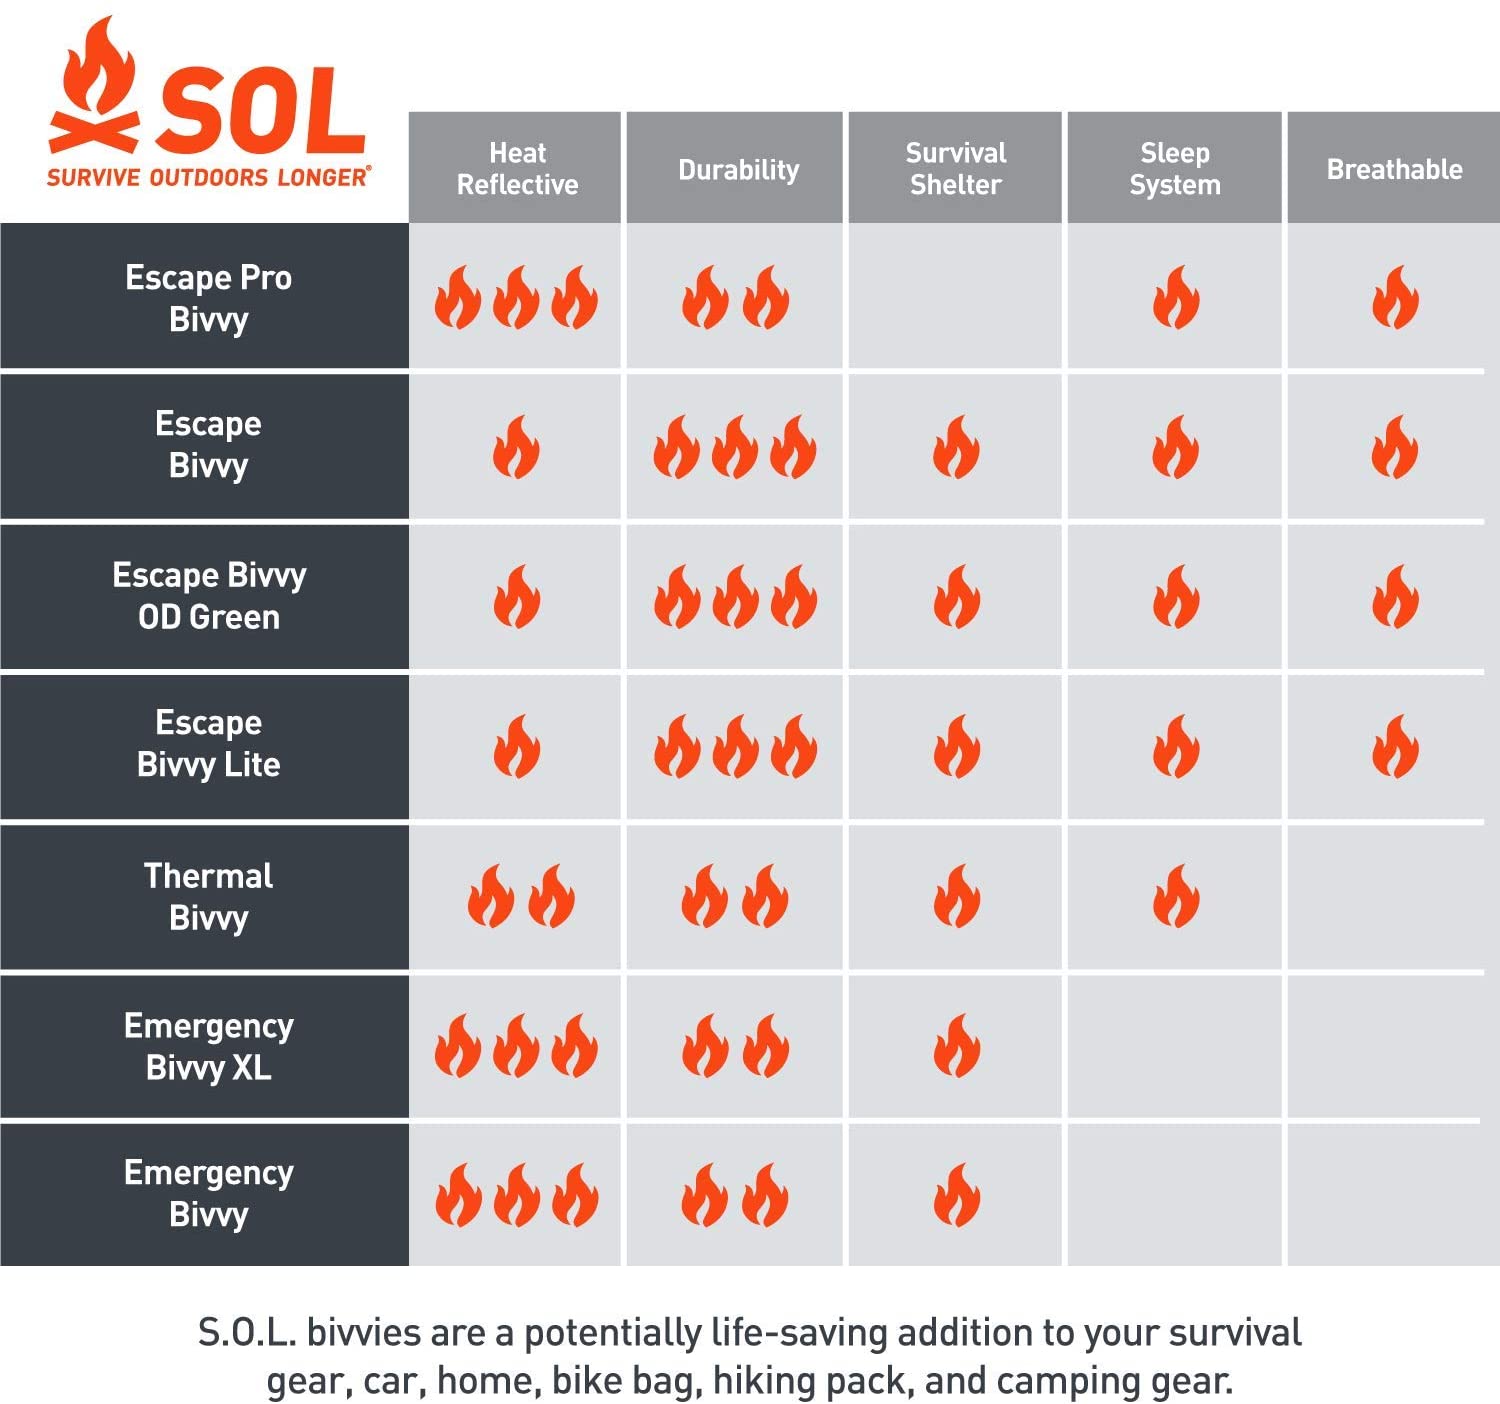 SOL
SURVIVE OUTDOORS LONGER®
Heat
Reflective
Durability
Survival
Shelter
Sleep
System
Breathable
Escape Pro
Bivvy
Escape
Bivvy
Escape Bivvy
OD Green
Escape
Bivvy Lite
Thermal
Bivvy
Emergency
Bivvy XL
Emergency
Bivvy
S.O.L. bivvies are a potentially life-saving addition to your survival
gear, car, home, bike bag, hiking pack, and camping gear.